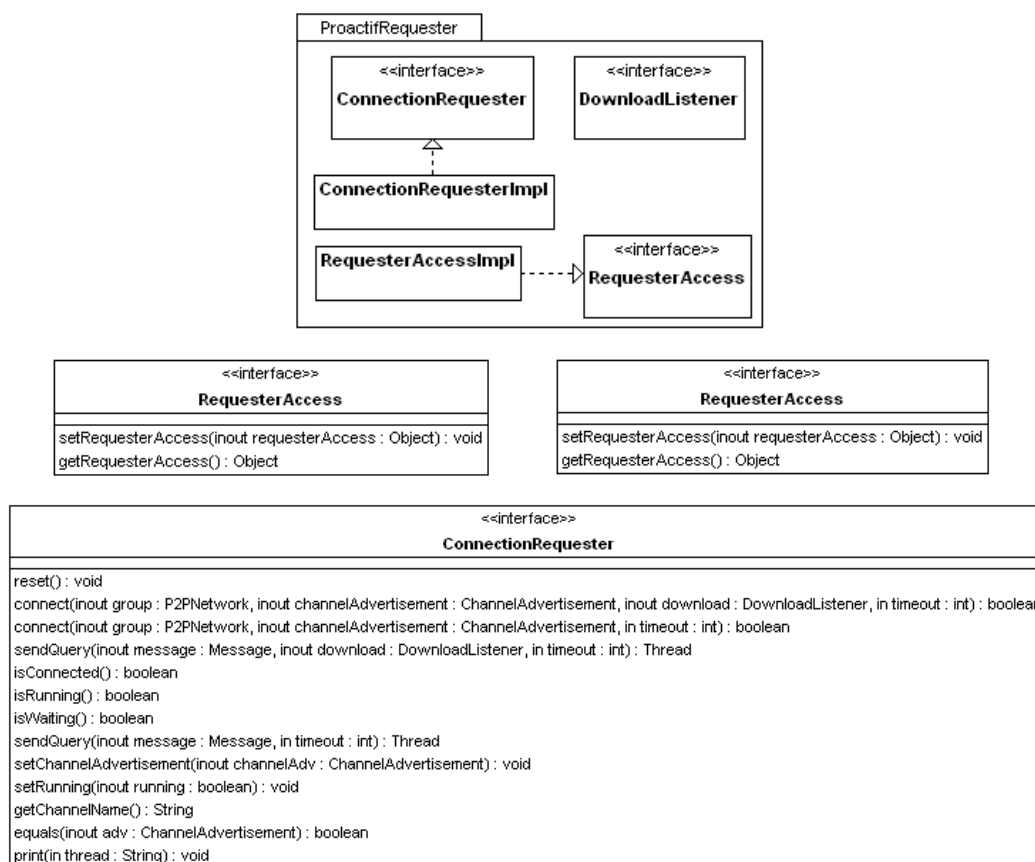 ProactifRequester
<<interface>>
ConnectionRequester
<<interface>>
DownloadListener
ConnectionRequesterImpl
RequesterAccessImpl
<<interface>>
RequesterAccess
<<interface>>
RequesterAccess
setRequesterAccess(inout requesterAccess : Object) : void
getRequesterAccess() : Object
<<interface>>
RequesterAccess
setRequesterAccess(inout requesterAccess : Object) : void
getRequesterAccess() : Object
<<interface>>
ConnectionRequester
reset() : void
connect(inout group : P2PNetwork, inout channelAdvertisement : ChannelAdvertisement, inout download : DownloadListener, in timeout : int) : boolean
connect(inout group : P2PNetwork, inout channelAdvertisement : ChannelAdvertisement, in timeout : int) : boolean
sendQuery(inout message : Message, inout download : DownloadListener, in timeout : int) : Thread
isConnected() : boolean
isRunning() : boolean
isWaiting() : boolean
sendQuery(inout message : Message, in timeout : int) : Thread
setChannelAdvertisement(inout channelAdv : ChannelAdvertisement) : void
setRunning(inout running : boolean) : void
getChannelName() : String
equals(inout adv : ChannelAdvertisement) : boolean
print(in thread : String) : void